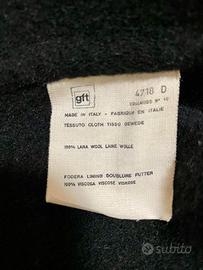 gft
4718 D
MADE IN ITALY - FABRIQUE EN ITALIE
TESSUTO CLOTH TISSU GEWEBE
100% LANA WOOL LAINE WOLLE
FODERA LINING DOUBLURE FUTTER
100% VISCOSA VISCOSE VISKOSE
subito